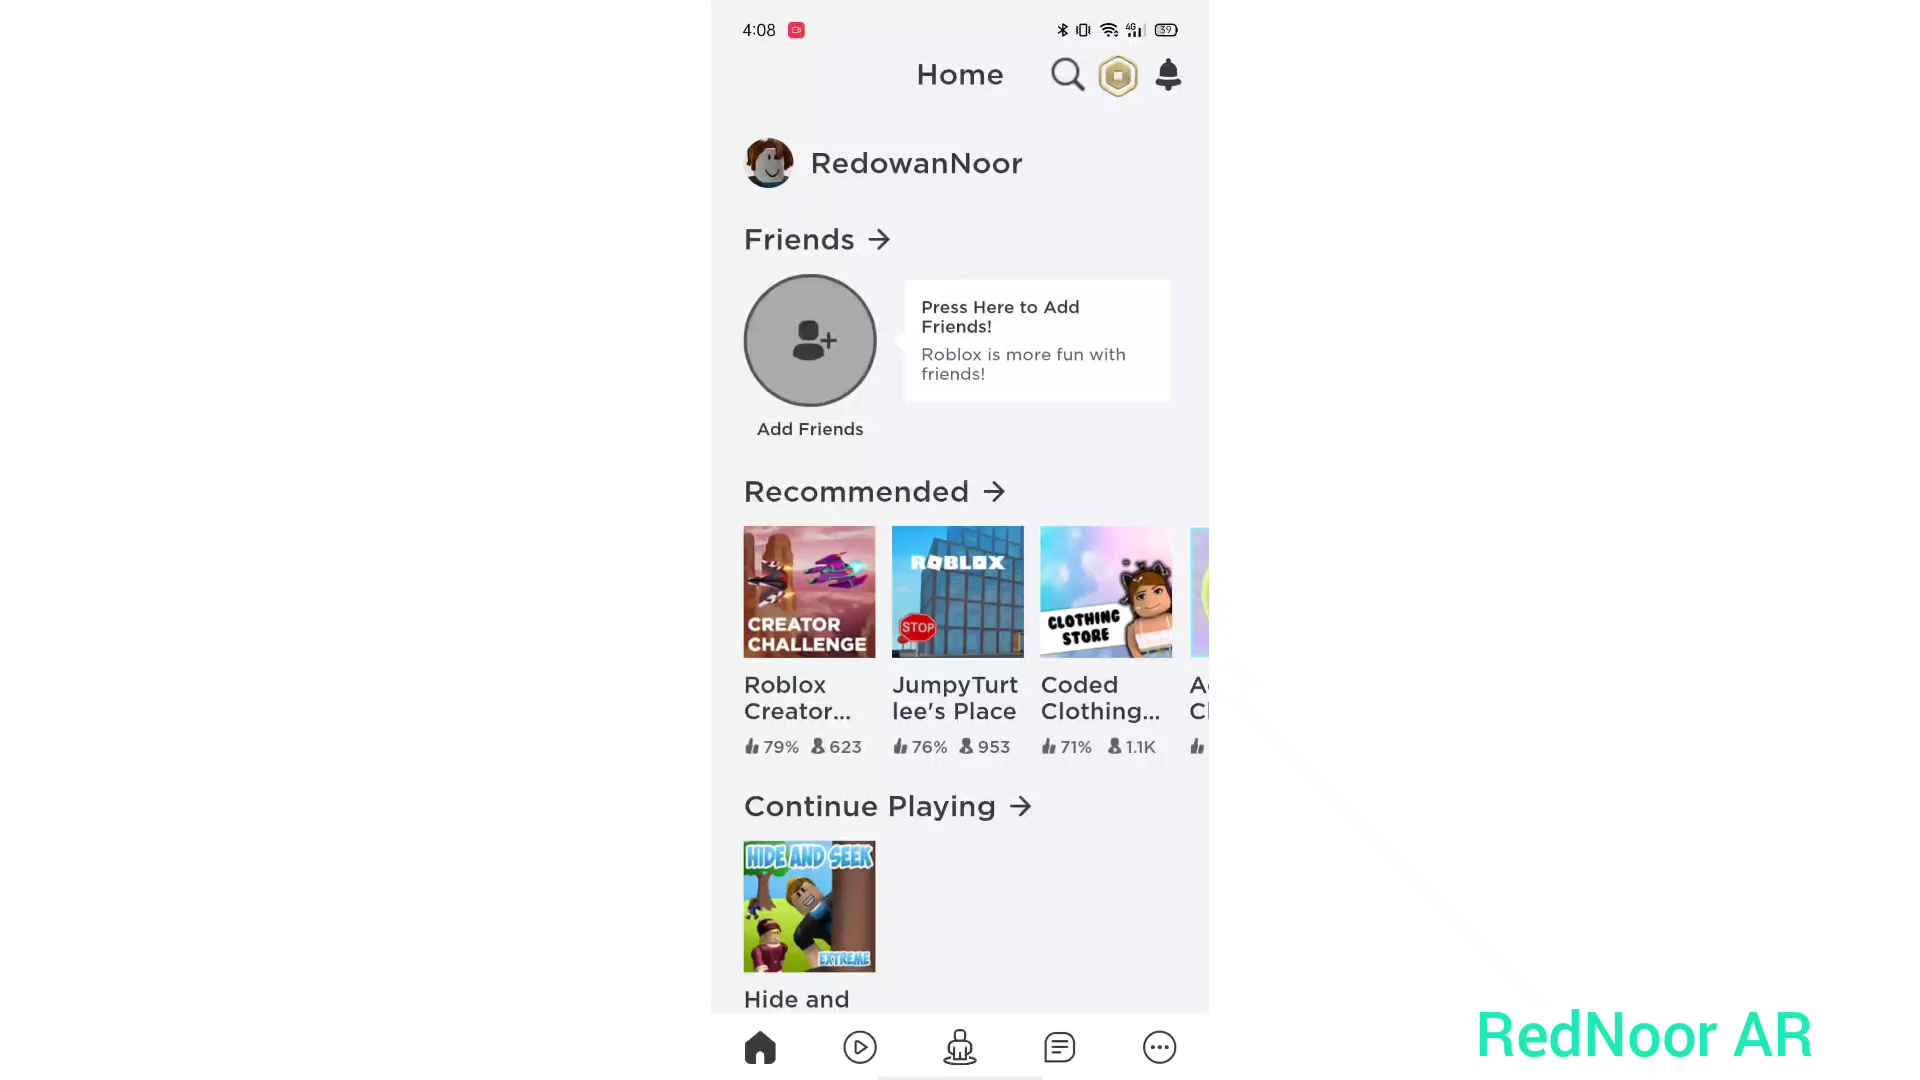 4:08
4G
39
Home
RedowanNoor
Friends →
Press Here to Add
Friends!
Roblox is more fun with
friends!
Add Friends
Recommended →
CREATOR
CHALLENGE
ROBLOX
STOP
CLOTHING
STORE
Roblox
Creator...
JumpyTurt
lee's Place
Coded
Clothing...
79% 623
76% 953
71% 1.1K
Continue Playing →
HIDE AND SEEK
EXTREME
Hide and
RedNoor AR